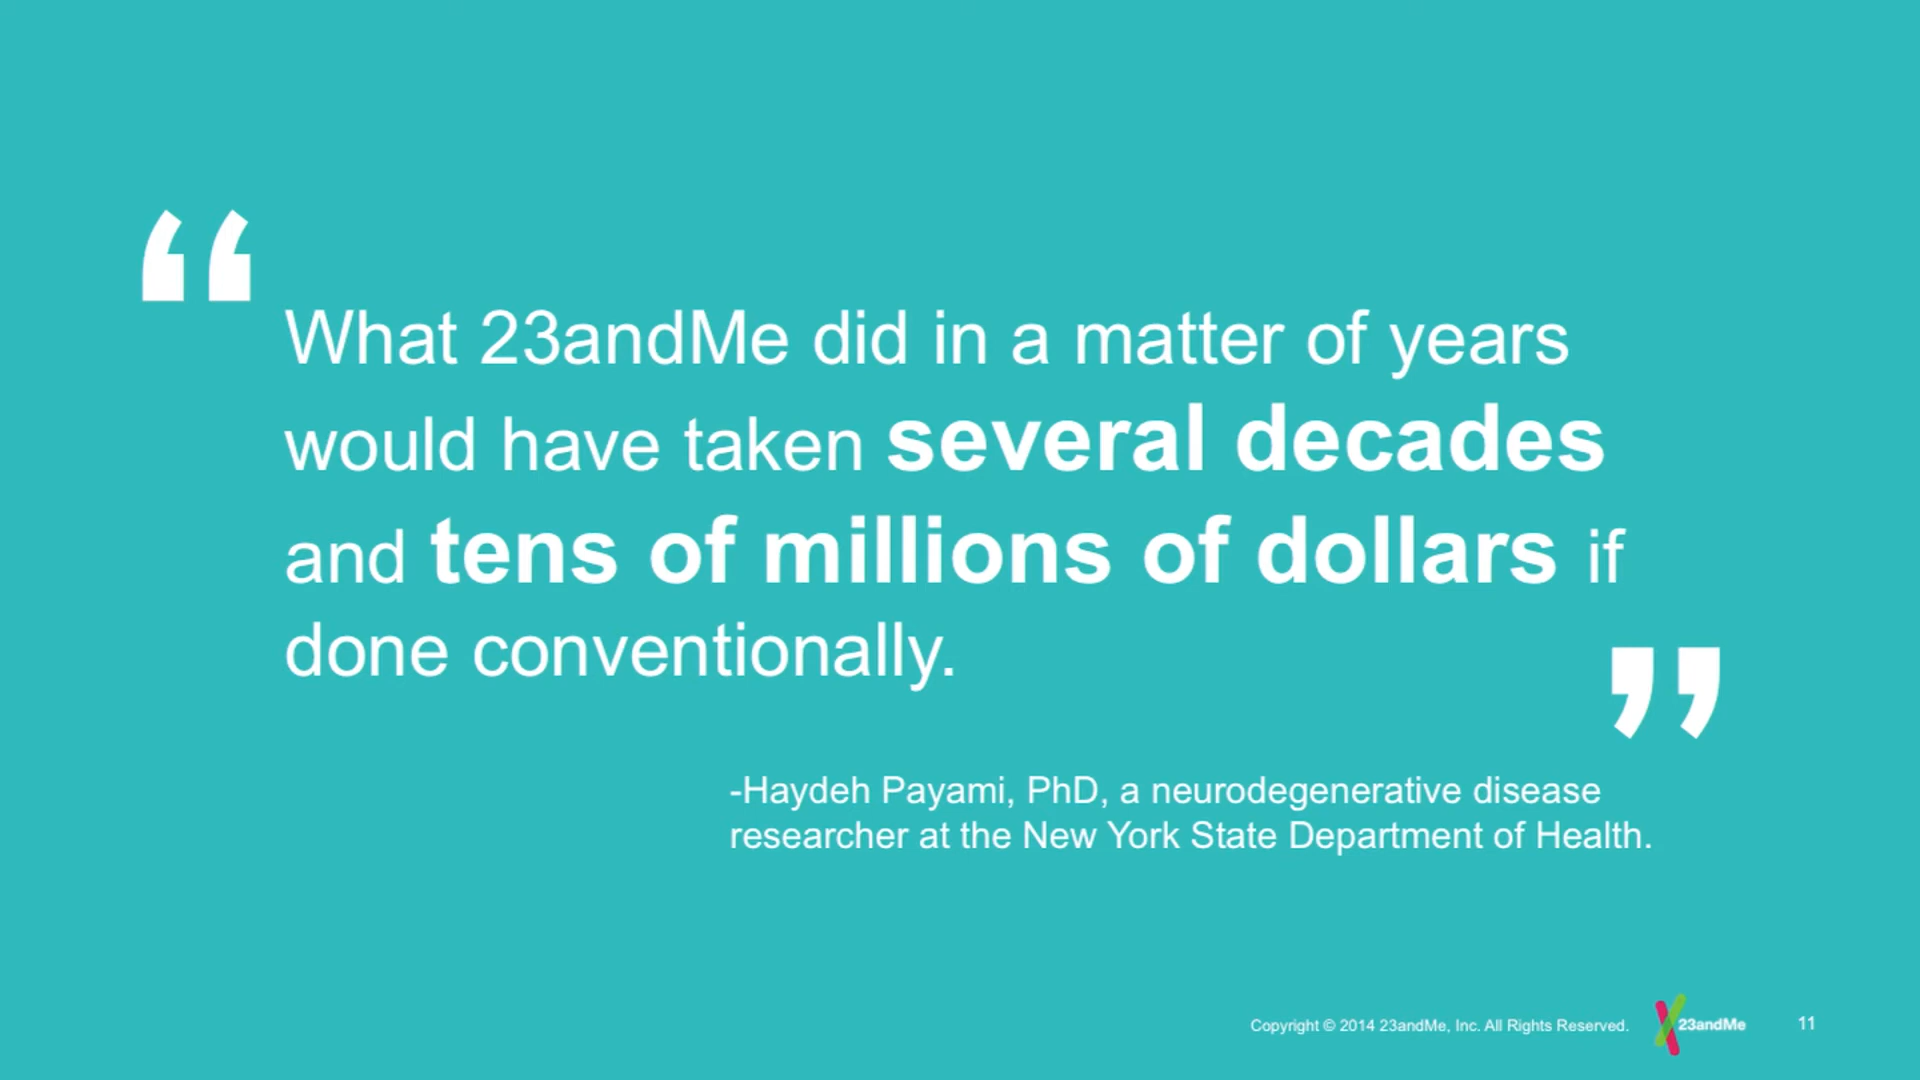 “
What 23andMe did in a matter of years
would have taken several decades
and tens of millions of dollars if
done conventionally.
”
-Haydeh Payami, PhD, a neurodegenerative disease
researcher at the New York State Department of Health.
Copyright © 2014 23andMe, Inc. All Rights Reserved. 23andMe 11